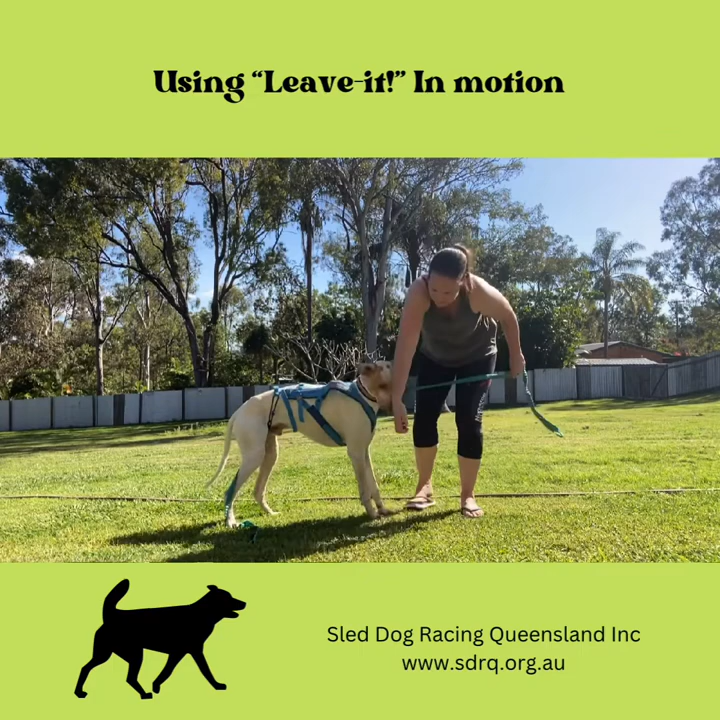 Using “Leave-it!” In motion
Sled Dog Racing Queensland Inc
www.sdrq.org.au